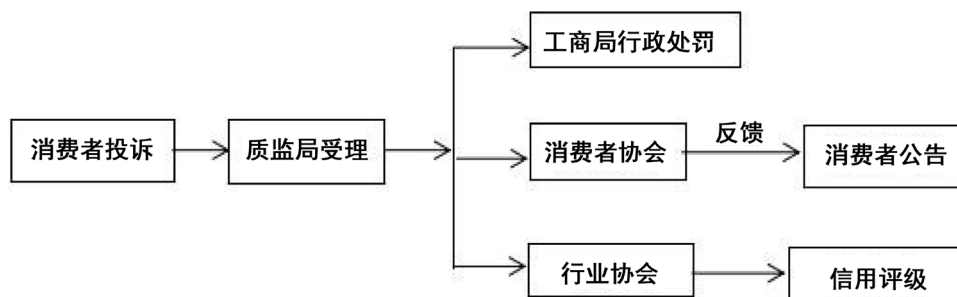 工商局行政处罚
消费者投诉
质监局受理
消费者协会
反馈
消费者公告
行业协会
信用评级